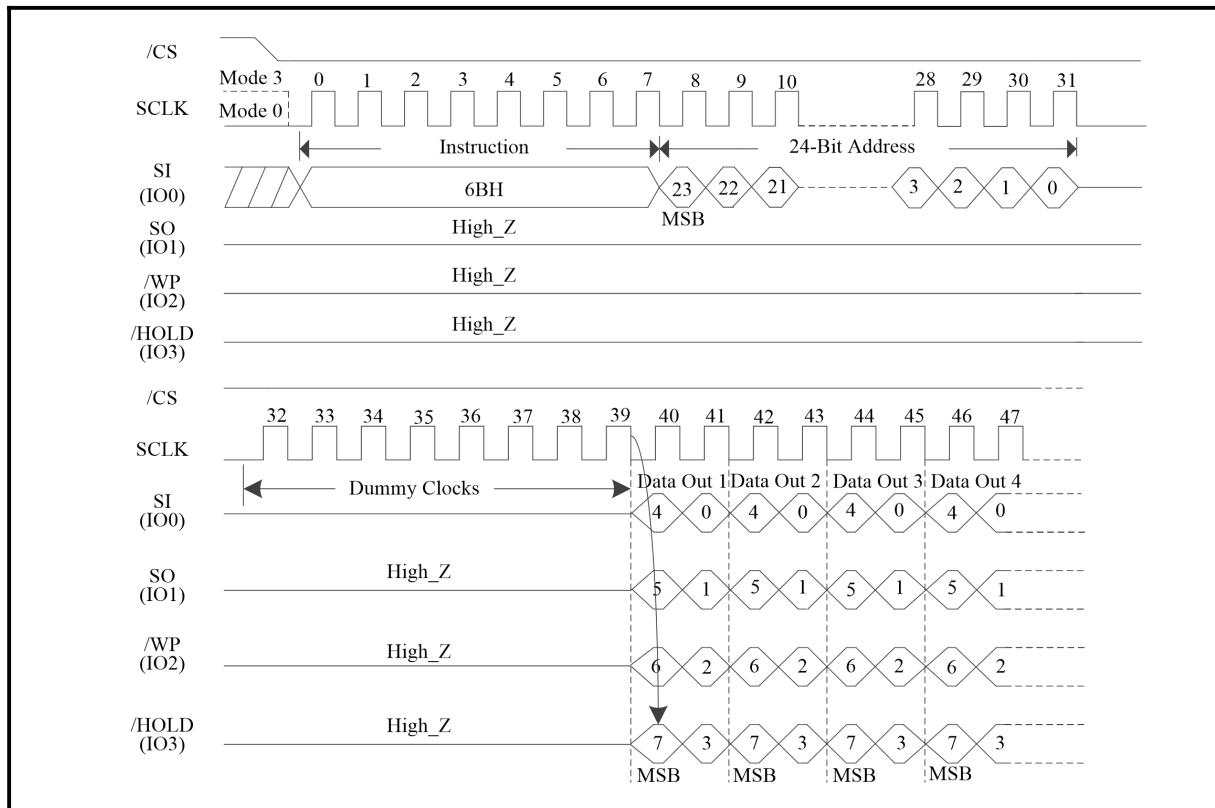 /CS
Mode 3
0 1 2 3 4 5 6 7 8 9 10 28 29 30 31
SCLK
Mode 0
Instruction 24-Bit Address
SI
(IO0)
6BH 23 22 21 3 2 1 0
MSB
SO
(IO1)
High_Z
/WP
(IO2)
High_Z
/HOLD
(IO3)
High_Z
/CS
32 33 34 35 36 37 38 39 40 41 42 43 44 45 46 47
SCLK
Dummy Clocks Data Out 1 Data Out 2 Data Out 3 Data Out 4
SI
(IO0)
4 0 4 0 4 0 4 0
SO
(IO1)
High_Z 5 1 5 1 5 1 5 1
/WP
(IO2)
High_Z 6 2 6 2 6 2 6 2
/HOLD
(IO3)
High_Z 7 3 7 3 7 3 7 3
MSB MSB MSB MSB